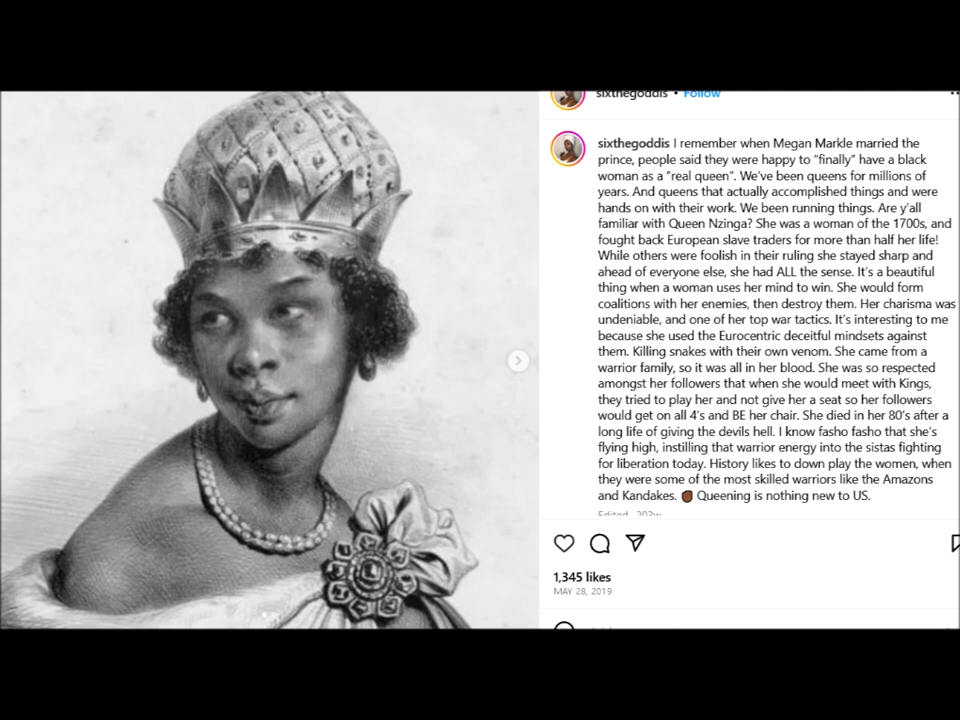 sixthegoddis • Follow
sixthegoddis I remember when Megan Markle married the
prince, people said they were happy to “finally” have a black
woman as a “real queen”. We’ve been queens for millions of
years. And queens that actually accomplished things and were
hands on with their work. We been running things. Are y’all
familiar with Queen Nzinga? She was a woman of the 1700s, and
fought back European slave traders for more than half her life!
While others were foolish in their ruling she stayed sharp and
ahead of everyone else, she had ALL the sense. It’s a beautiful
thing when a woman uses her mind to win. She would form
coalitions with her enemies, then destroy them. Her charisma was
undeniable, and one of her top war tactics. It’s interesting to me
because she used the Eurocentric deceitful mindsets against
them. Killing snakes with their own venom. She came from a
warrior family, so it was all in her blood. She was so respected
amongst her followers that when she would meet with Kings,
they tried to play her and not give her a seat so her followers
would get on all 4’s and BE her chair. She died in her 80’s after a
long life of giving the devils hell. I know fasho fasho that she’s
flying high, instilling that warrior energy into the sistas fighting
for liberation today. History likes to down play the women, when
they were some of the most skilled warriors like the Amazons
and Kandakes. ✊🏾 Queening is nothing new to US.
Edited · 202w
1,345 likes
MAY 28, 2019